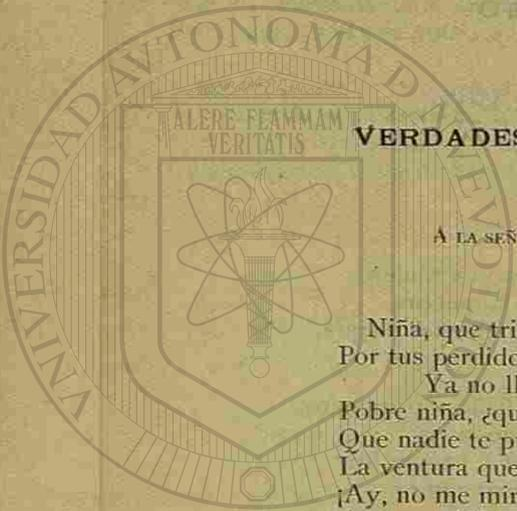 UNIVERSIDAD AUTONOMA DE NUEVO LEON
ALERE FLAMMAM
VERITATIS
VERDADES
A LA SEÑ
Niña, que tri
Por tus perdido
Ya no ll
Pobre niña, ¿qu
Que nadie te p
La ventura que
¡Ay, no me mir